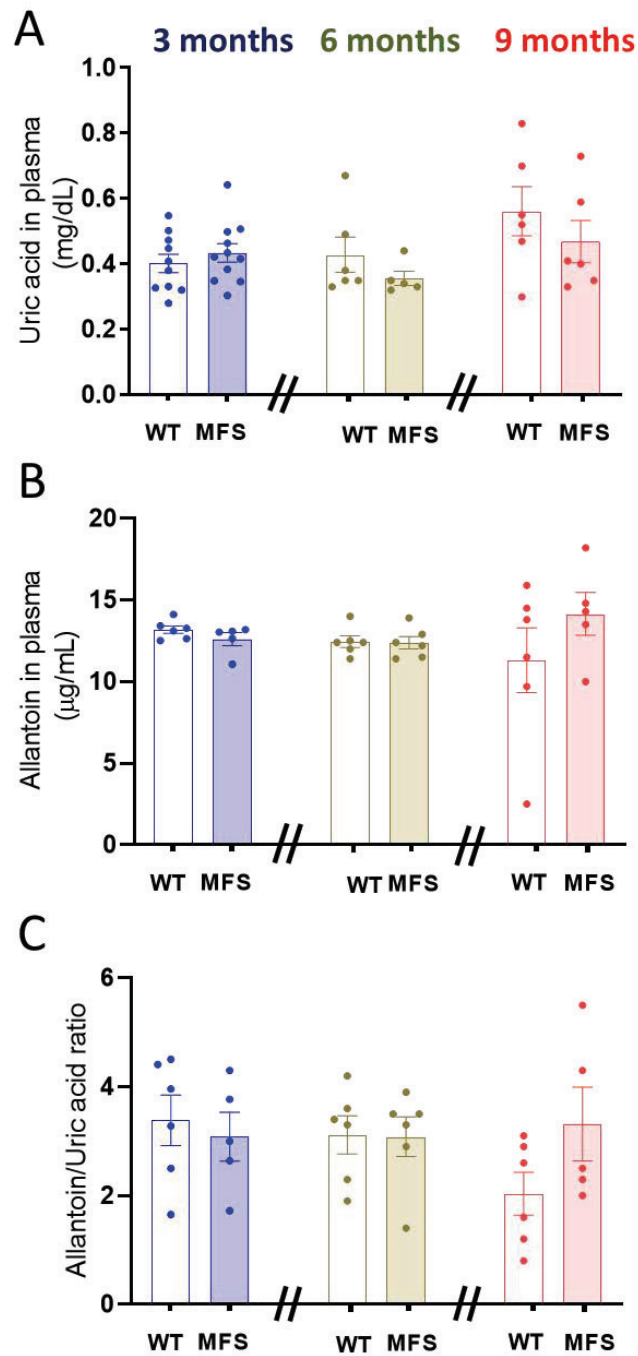 A
3 months 6 months 9 months
Uric acid in plasma
(mg/dL)
1.0
0.8
0.6
0.4
0.2
0.0
WT MFS WT MFS WT MFS
B
Allantoin in plasma
(µg/mL)
20
15
10
5
0
WT MFS WT MFS WT MFS
C
Allantoin/Uric acid ratio
6
4
2
0
WT MFS WT MFS WT MFS